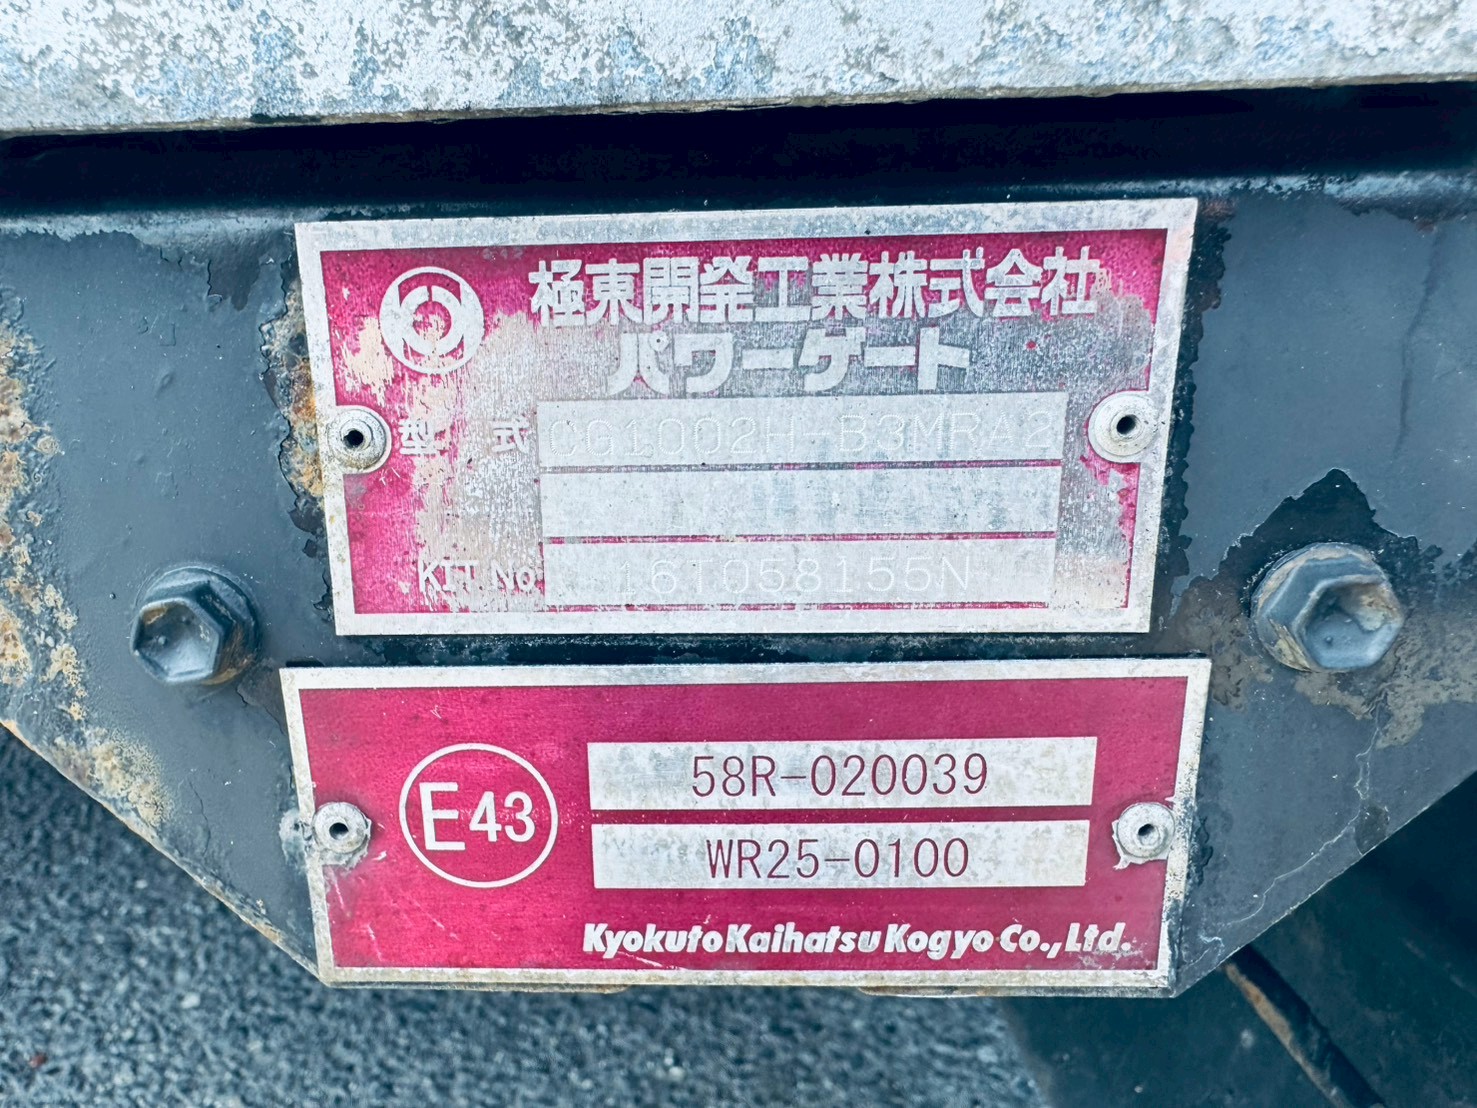 極東開発工業株式会社
パワーゲート
型 式 CG1002H-B3MRA2
KIT No 16T058155N
E43
58R-020039
WR25-0100
Kyokuto Kaihatsu Kogyo Co., Ltd.